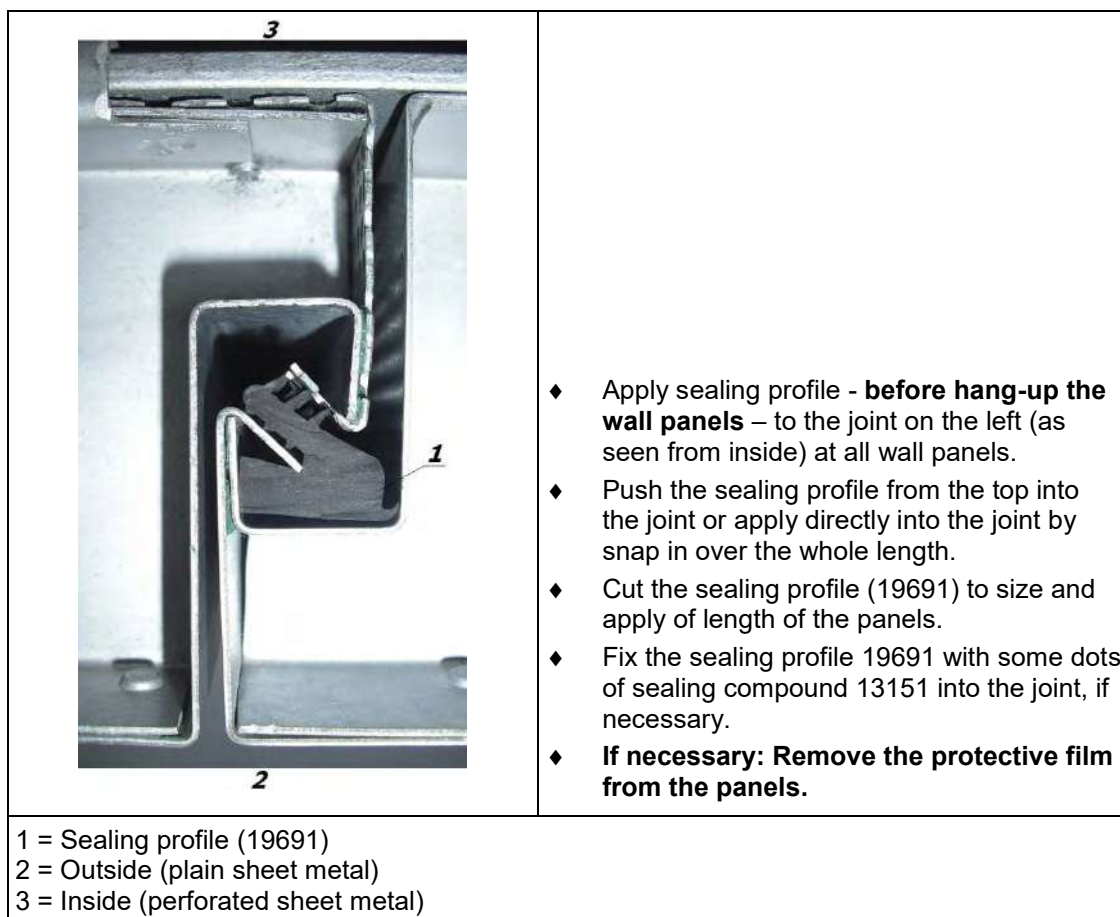 3
1
2
♦ Apply sealing profile - before hang-up the
wall panels – to the joint on the left (as
seen from inside) at all wall panels.
♦ Push the sealing profile from the top into
the joint or apply directly into the joint by
snap in over the whole length.
♦ Cut the sealing profile (19691) to size and
apply of length of the panels.
♦ Fix the sealing profile 19691 with some dots
of sealing compound 13151 into the joint, if
necessary.
♦ If necessary: Remove the protective film
from the panels.
1 = Sealing profile (19691)
2 = Outside (plain sheet metal)
3 = Inside (perforated sheet metal)